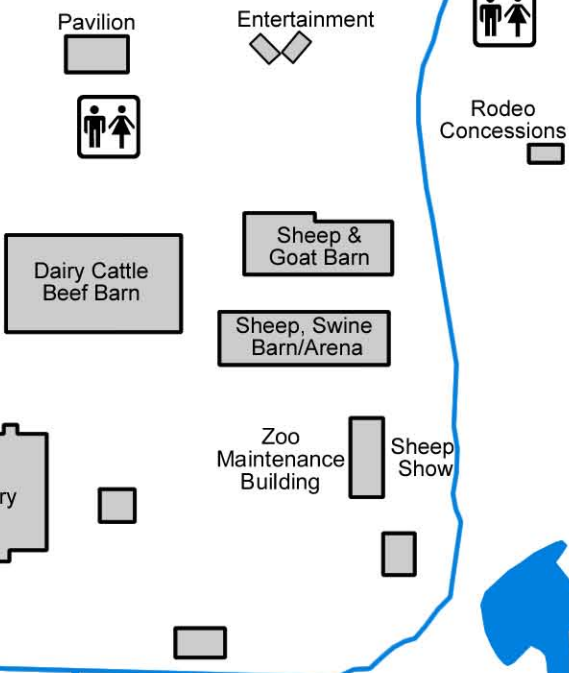 Pavilion
Entertainment
Rodeo
Concessions
Sheep &
Goat Barn
Dairy Cattle
Beef Barn
Sheep, Swine
Barn/Arena
Zoo
Maintenance
Building
Sheep
Show
ry